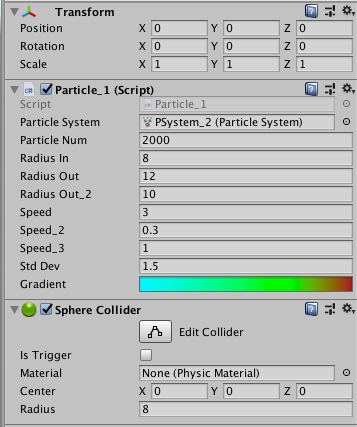 Transform
Position X 0 Y 0 Z 0
Rotation X 0 Y 0 Z 0
Scale X 1 Y 1 Z 1
Particle_1 (Script)
Script Particle_1
Particle System PSystem_2 (Particle System)
Particle Num 2000
Radius In 8
Radius Out 12
Radius Out_2 10
Speed 3
Speed_2 0.3
Speed_3 1
Std Dev 1.5
Gradient
Sphere Collider
Edit Collider
Is Trigger
Material None (Physic Material)
Center X 0 Y 0 Z 0
Radius 8